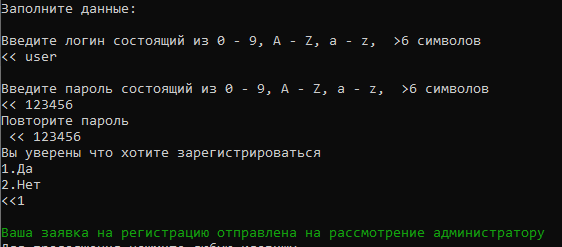 Заполните данные:
Введите логин состоящий из 0 - 9, A - Z, a - z,  >6 символов
<< user
Введите пароль состоящий из 0 - 9, A - Z, a - z,  >6 символов
<< 123456
Повторите пароль
<< 123456
Вы уверены что хотите зарегистрироваться
1.Да
2.Нет
<<1
Ваша заявка на регистрацию отправлена на рассмотрение администратору